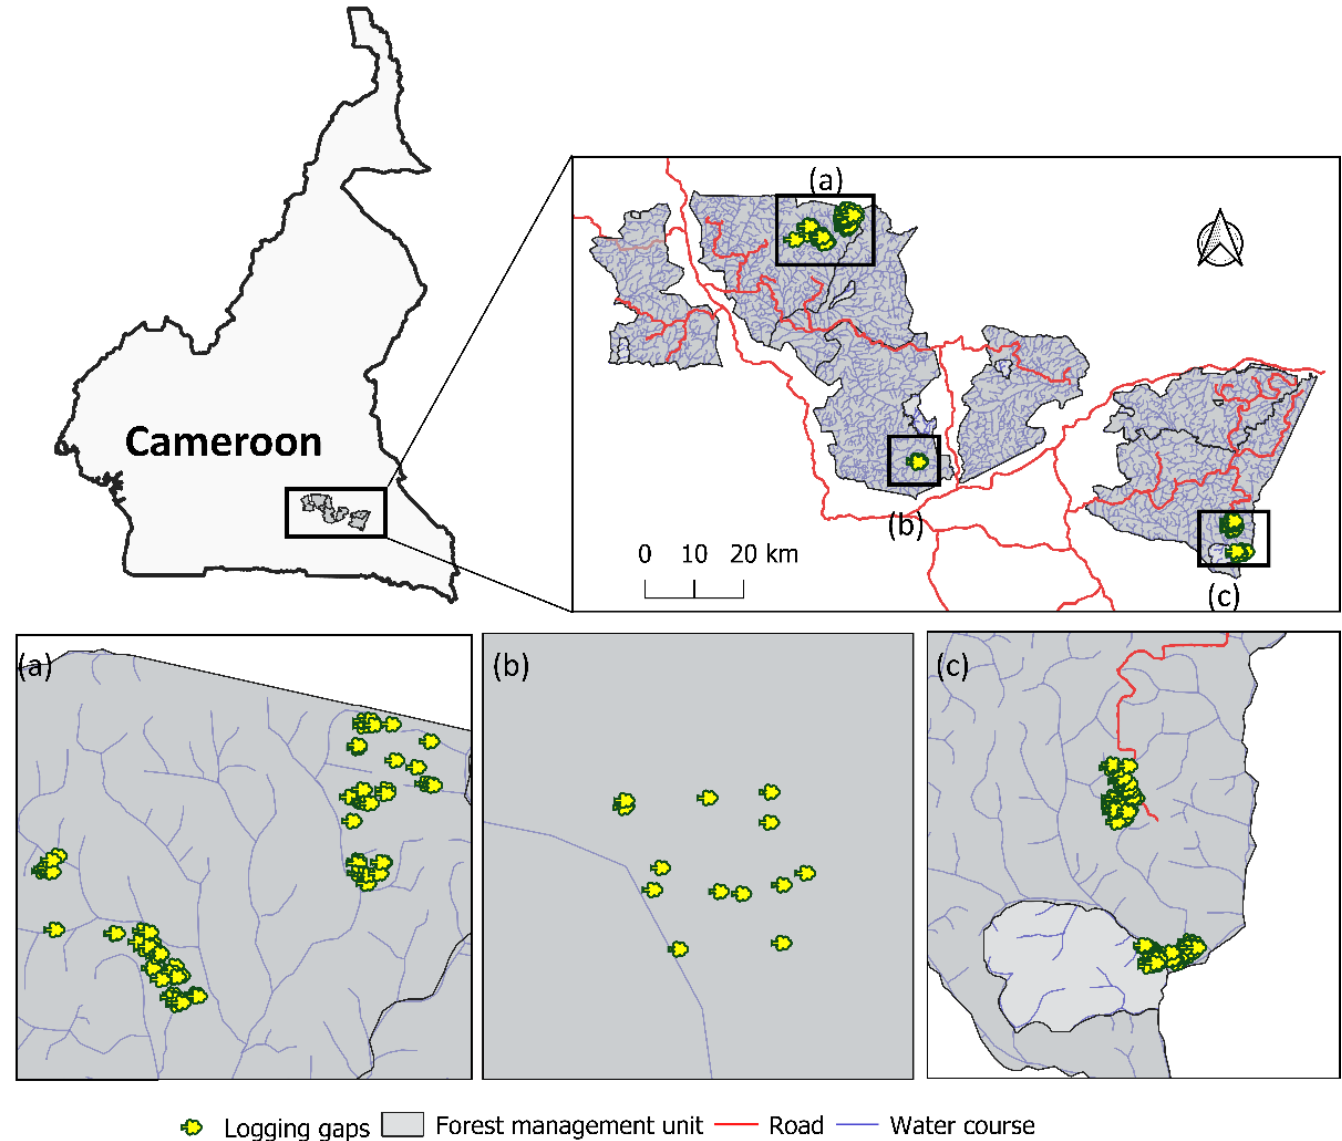 (a)
Cameroon
(b)
0 10 20 km
(c)
(a)
(b)
(c)
Logging gaps Forest management unit Road Water course